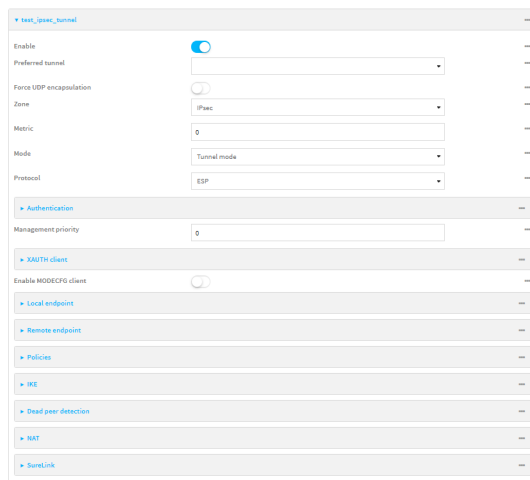 test_ipsec_tunnel
Enable
Preferred tunnel
Force UDP encapsulation
Zone
IPsec
Metric
0
Mode
Tunnel mode
Protocol
ESP
Authentication
Management priority
0
XAUTH client
Enable MODECFG client
Local endpoint
Remote endpoint
Policies
IKE
Dead peer detection
NAT
SureLink